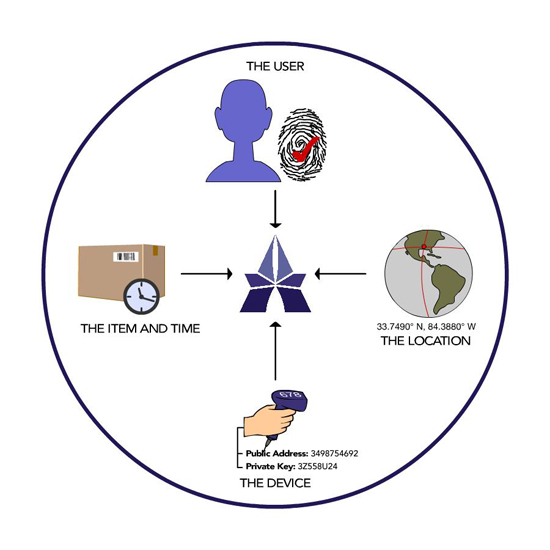 THE USER
THE ITEM AND TIME
33.7490° N, 84.3880° W
THE LOCATION
678
Public Address: 3498754692
Private Key: 3Z558U24
THE DEVICE